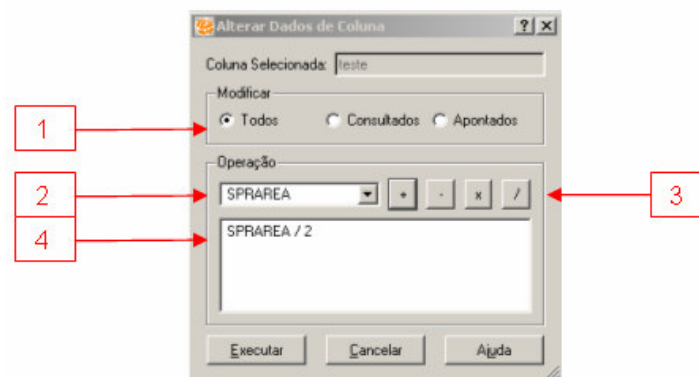 Alterar Dados de Coluna
Coluna Selecionada: teste
Modificar
1
Todos Consultados Apontados
Operação
2
SPRAREA + - x /
3
4
SPRAREA / 2
Executar Cancelar Ajuda